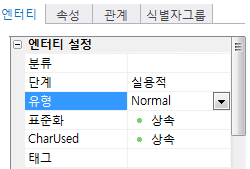 엔터티 속성 관계 식별자그룹
엔터티 설정
분류
단계 실용적
유형 Normal
표준화 상속
CharUsed 상속
태그